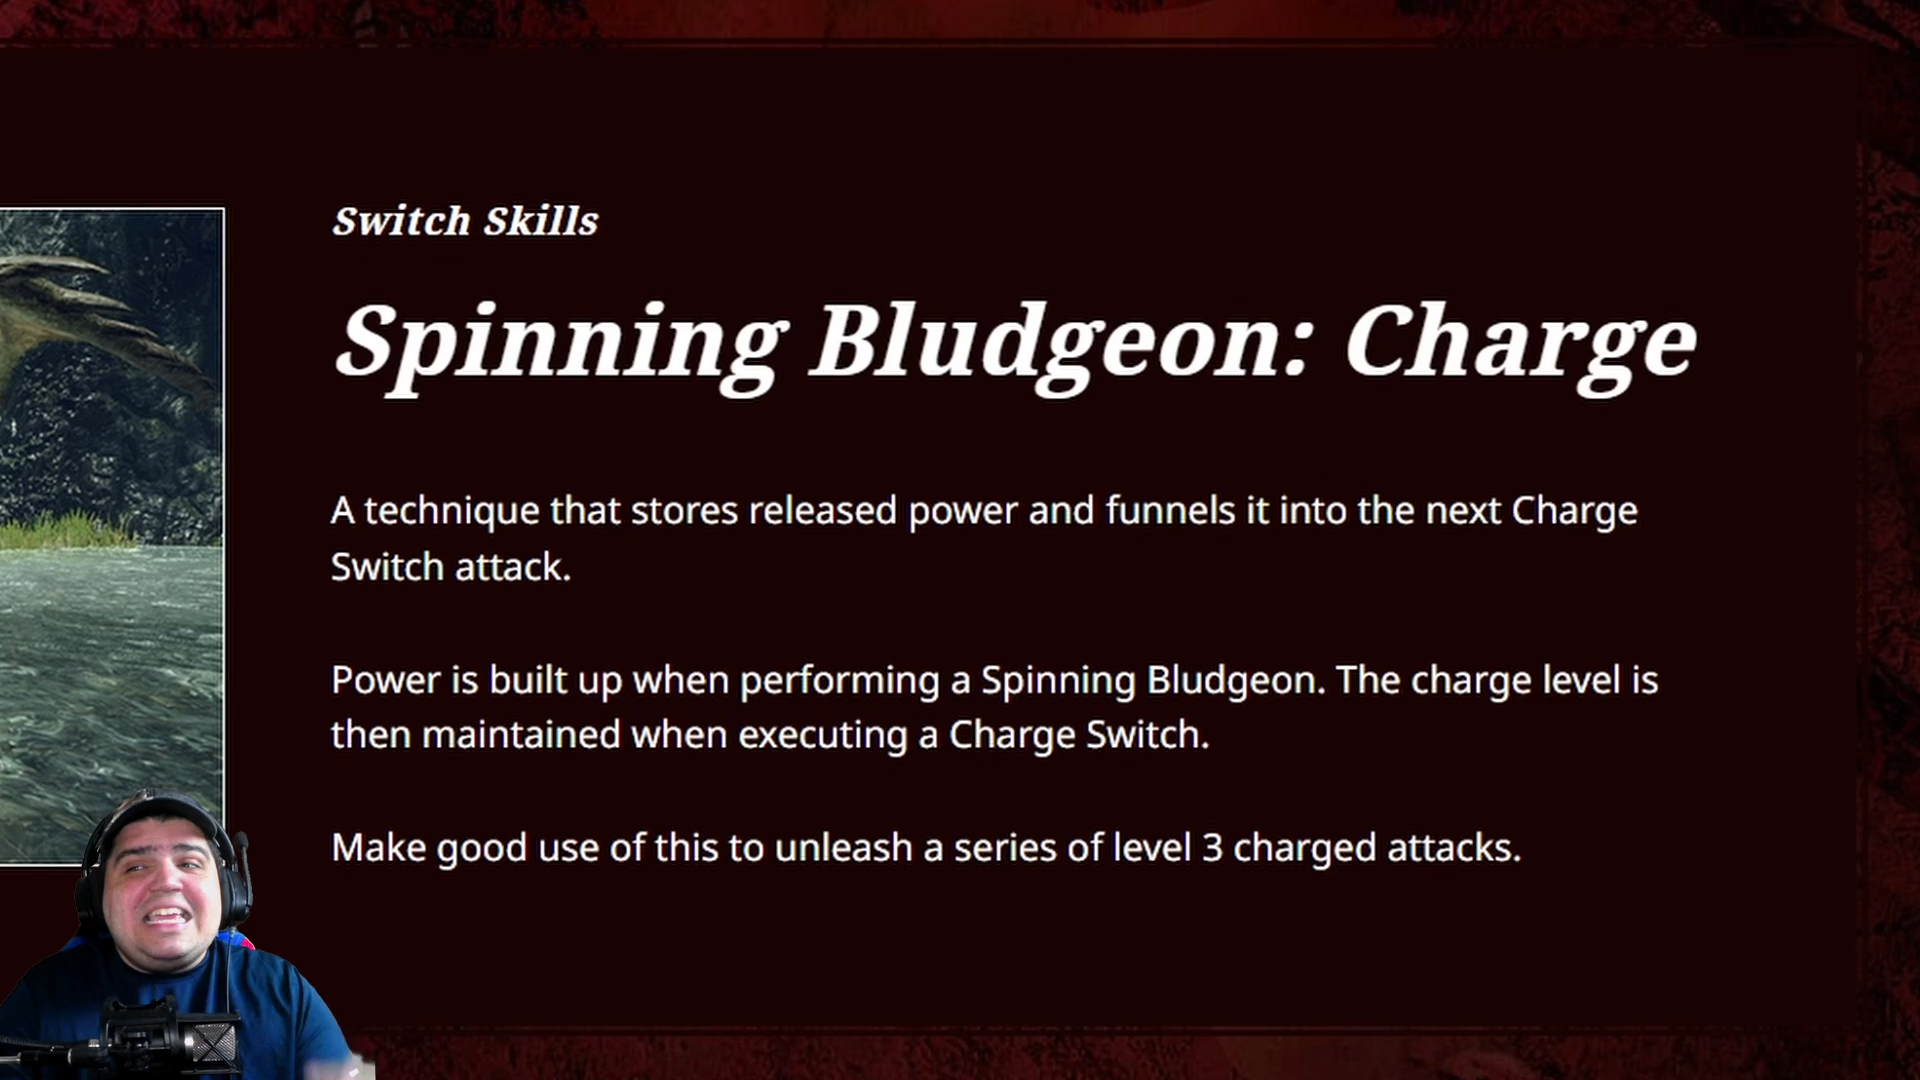 Switch Skills
Spinning Bludgeon: Charge
A technique that stores released power and funnels it into the next Charge
Switch attack.
Power is built up when performing a Spinning Bludgeon. The charge level is
then maintained when executing a Charge Switch.
Make good use of this to unleash a series of level 3 charged attacks.